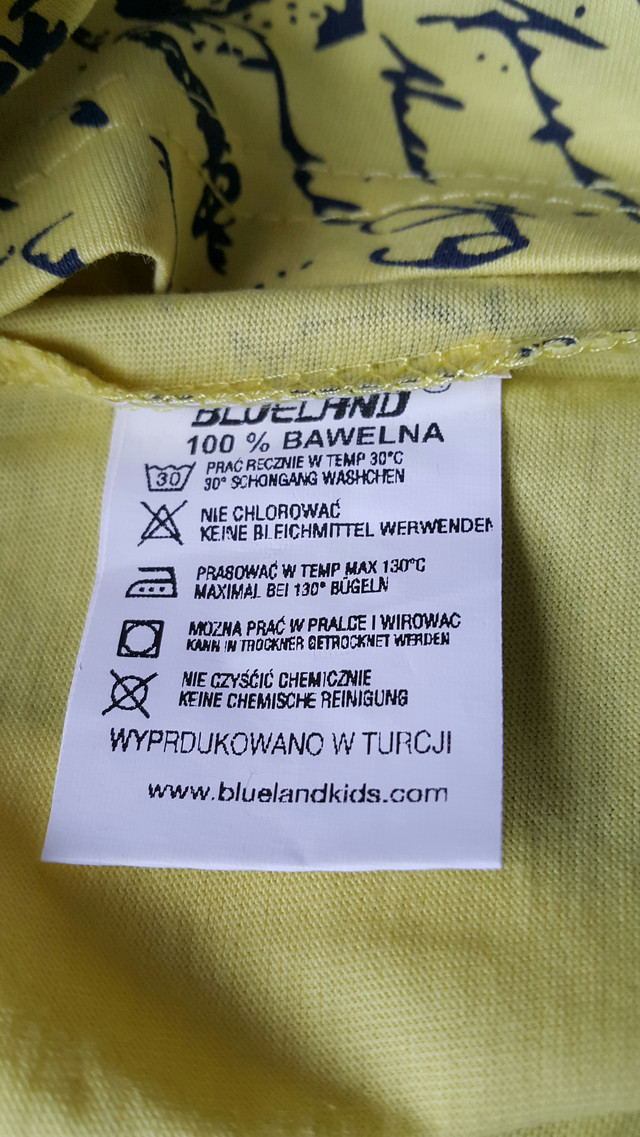 BLUELAND
100 % BAWELNA
30
PRAĆ RĘCZNIE W TEMP 30°C
30° SCHONGANG WASHCHEN
NIE CHLOROWAĆ
KEINE BLEICHMITTEL WERWENDEN
PRASOWAĆ W TEMP MAX 130°C
MAXIMAL BEI 130° BÜGELN
MOZNA PRAĆ W PRALCE I WIROWAC
KANN IN TROCKNER GETROCKNET WERDEN
NIE CZYŚCIĆ CHEMICZNIE
KEINE CHEMISCHE REINIGUNG
WYPRDUKOWANO W TURCJI
www.bluelandkids.com